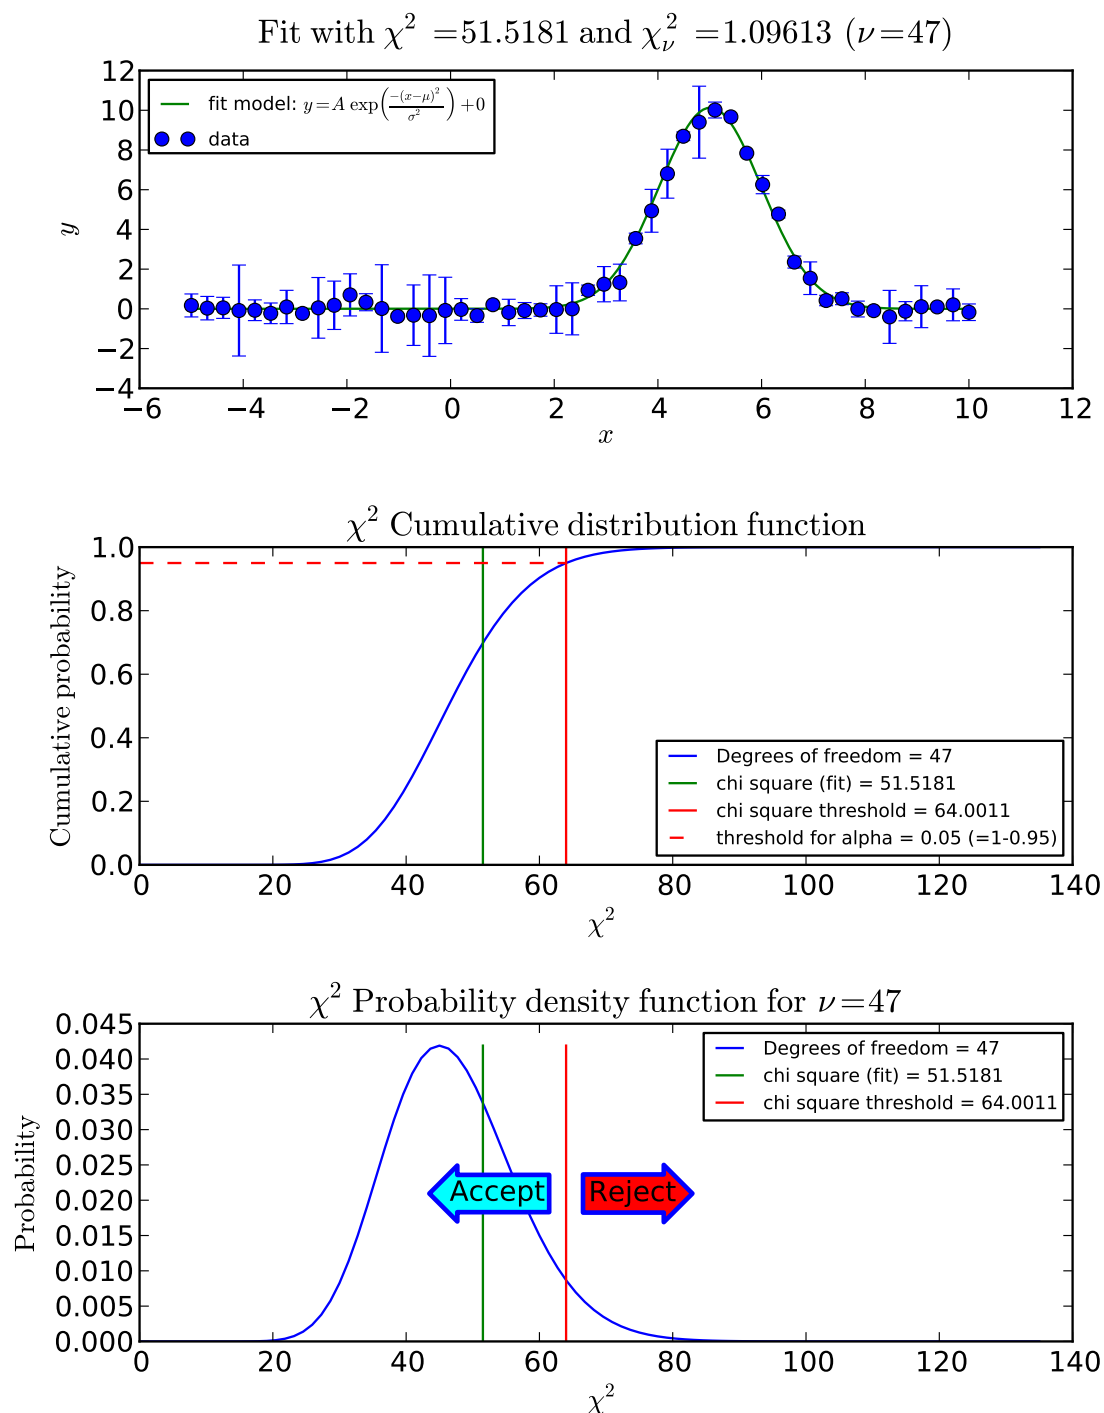 Fit with χ² =51.5181 and χ_ν² =1.09613 (ν=47)
12
10
8
6
4
2
0
−2
−4
y
fit model: y=A exp(−(x−μ)²/σ²)+0
data
−6 −4 −2 0 2 4 6 8 10 12
x
χ² Cumulative distribution function
1.0
0.8
0.6
0.4
0.2
0.0
Cumulative probability
Degrees of freedom = 47
chi square (fit) = 51.5181
chi square threshold = 64.0011
threshold for alpha = 0.05 (=1-0.95)
0 20 40 60 80 100 120 140
χ²
χ² Probability density function for ν=47
0.045
0.040
0.035
0.030
0.025
0.020
0.015
0.010
0.005
0.000
Probability
Degrees of freedom = 47
chi square (fit) = 51.5181
chi square threshold = 64.0011
Accept Reject
0 20 40 60 80 100 120 140
χ²